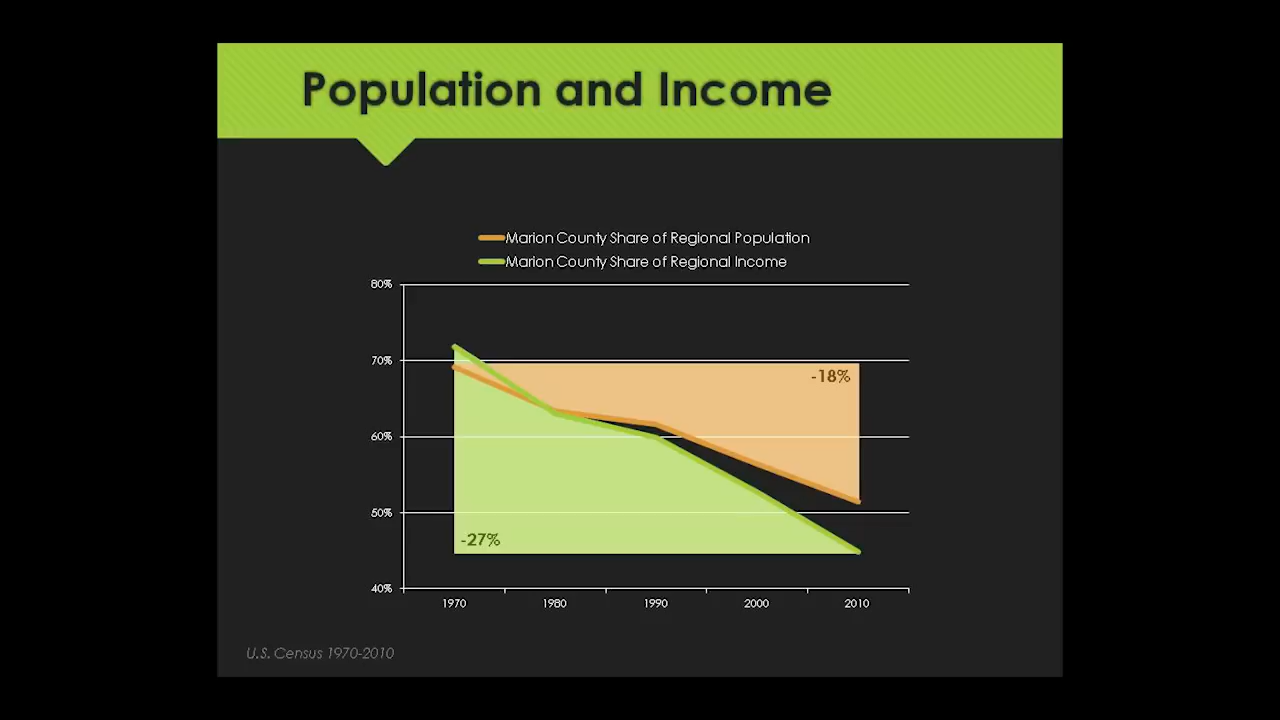 Population and Income
Marion County Share of Regional Population
Marion County Share of Regional Income
80%
70%
-18%
60%
50%
-27%
40%
1970 1980 1990 2000 2010
U.S. Census 1970-2010